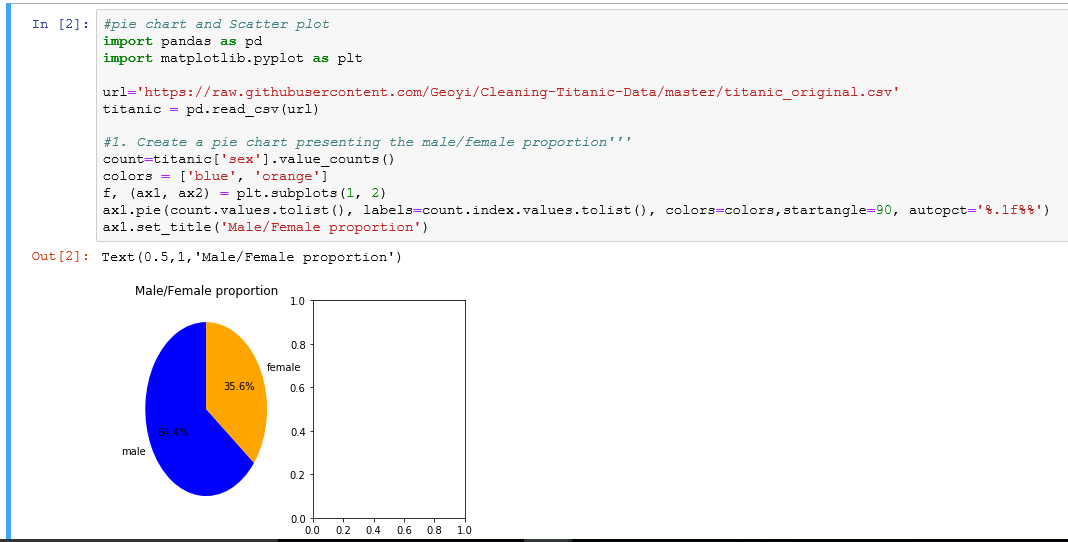 In [2]: #pie chart and Scatter plot
import pandas as pd
import matplotlib.pyplot as plt
url='https://raw.githubusercontent.com/Geoyi/Cleaning-Titanic-Data/master/titanic_original.csv'
titanic = pd.read_csv(url)
#1. Create a pie chart presenting the male/female proportion'''
count=titanic['sex'].value_counts()
colors = ['blue', 'orange']
f, (ax1, ax2) = plt.subplots(1, 2)
ax1.pie(count.values.tolist(), labels=count.index.values.tolist(), colors=colors,startangle=90, autopct='%.1f%%')
ax1.set_title('Male/Female proportion')
Out[2]: Text(0.5,1,'Male/Female proportion')
Male/Female proportion
female
35.6%
64.4%
male
1.0
0.8
0.6
0.4
0.2
0.0
0.0 0.2 0.4 0.6 0.8 1.0